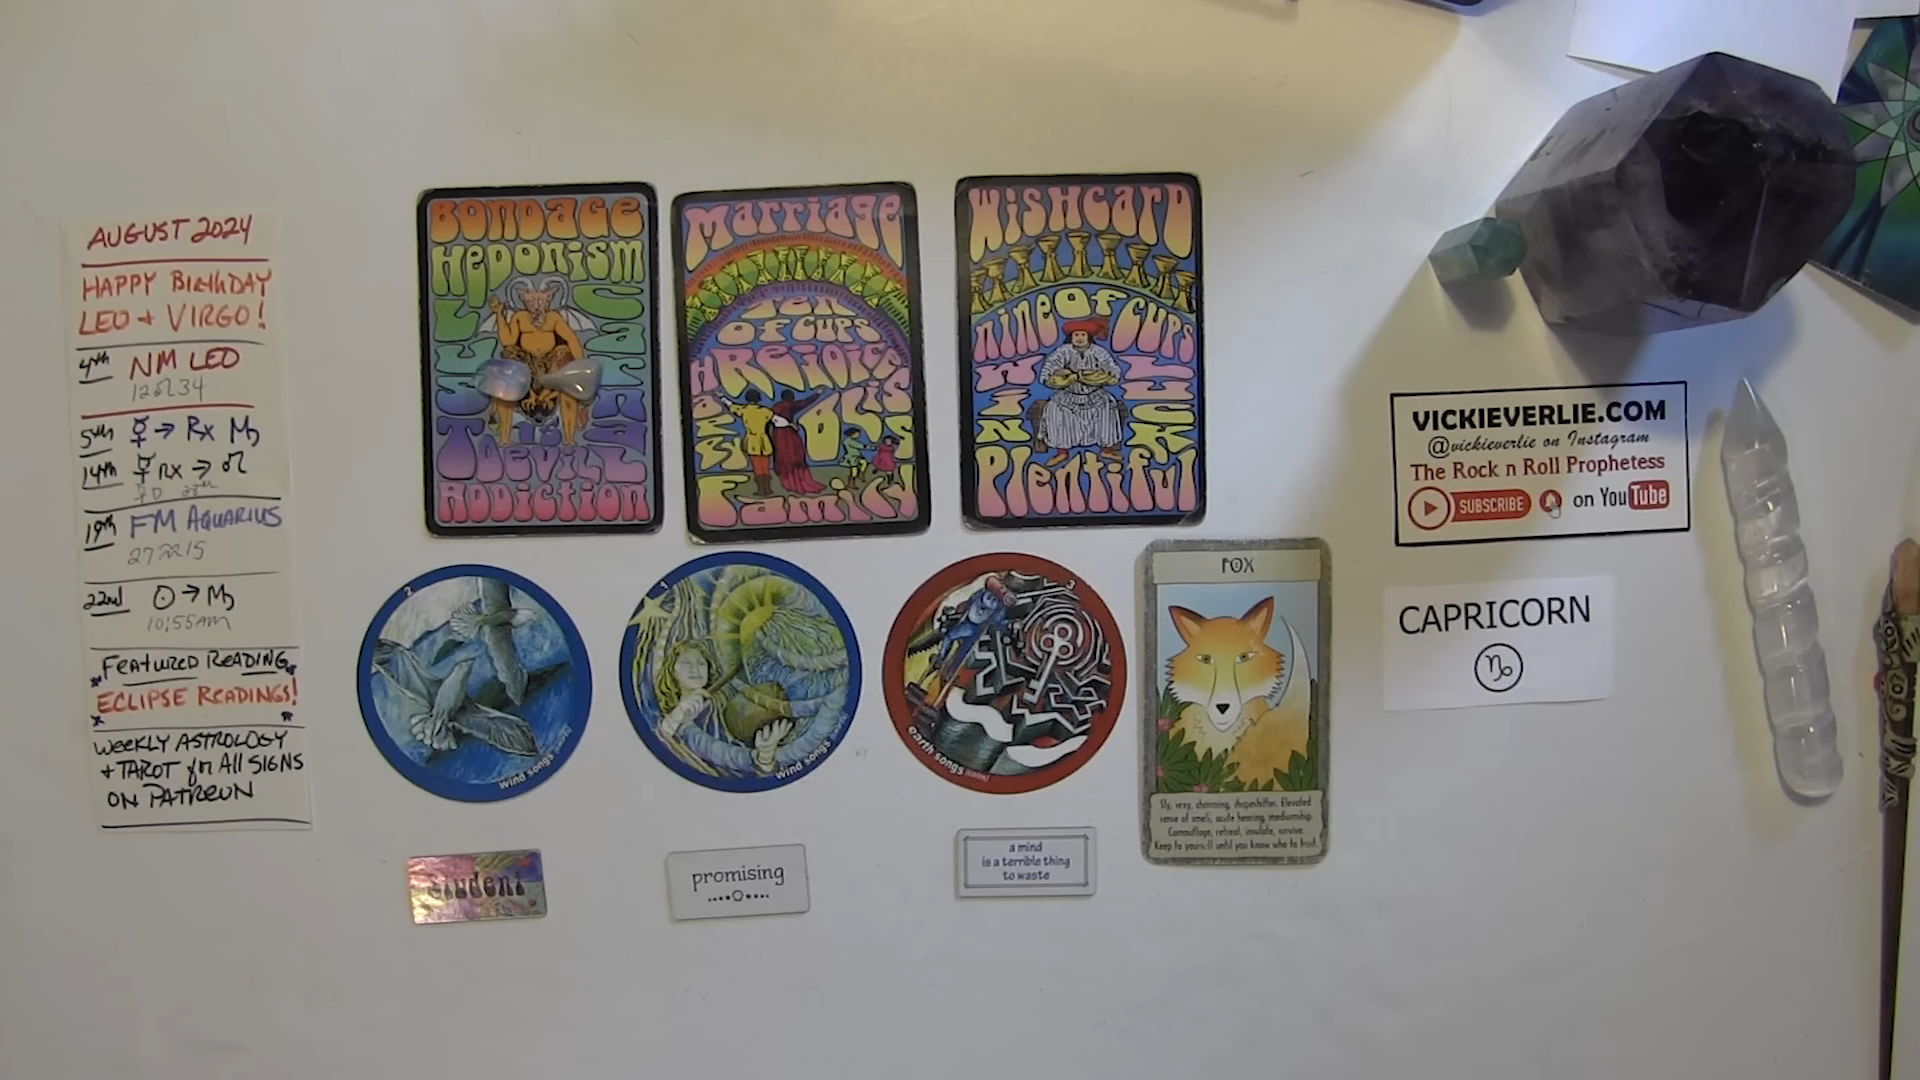 AUGUST 2024
HAPPY BIRTHDAY
LEO + VIRGO!
4th NM LEO
12♌34
5th ☿ → Rx ♍
14th ☿ Rx → ♌
19th FM AQUARIUS
22nd ☉ → ♍
10:55AM
FEATURED READING
ECLIPSE READINGS!
WEEKLY ASTROLOGY
+ TAROT for ALL SIGNS
ON PATREON
BONDAGE
HEDONISM
LUST
CARNAL
DEVIL
ADDICTION
Marriage
TEN
OF CUPS
REJOICE
HAPPY
BLISS
Family
WISHCARD
NINE OF CUPS
WIN
LUCK
Plentiful
2
wind songs
1
wind songs
3
earth songs
FOX
Sly, sexy, charming, shapeshifter. Elevated
sense of smell, acute hearing, mediumship.
Camouflage, retreat, insulate, survive.
Keep to yourself until you know who to trust.
student
promising
a mind
is a terrible thing
to waste
VICKIEVERLIE.COM
@vickieverlie on Instagram
The Rock n Roll Prophetess
SUBSCRIBE on YouTube
CAPRICORN
♑